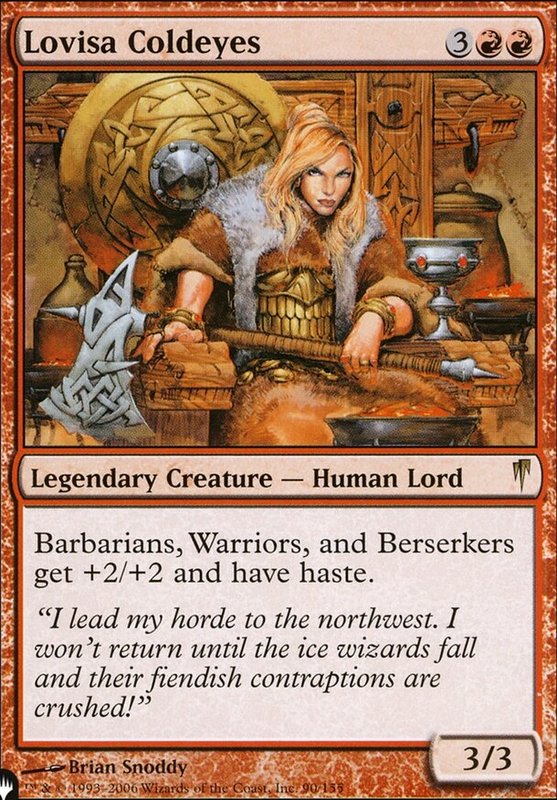 Lovisa Coldeyes 3
Legendary Creature — Human Lord
Barbarians, Warriors, and Berserkers
get +2/+2 and have haste.
“I lead my horde to the northwest. I
won’t return until the ice wizards fall
and their fiendish contraptions are
crushed!”
3/3
Brian Snoddy
™ & © 1993–2006 Wizards of the Coast, Inc. 90/155